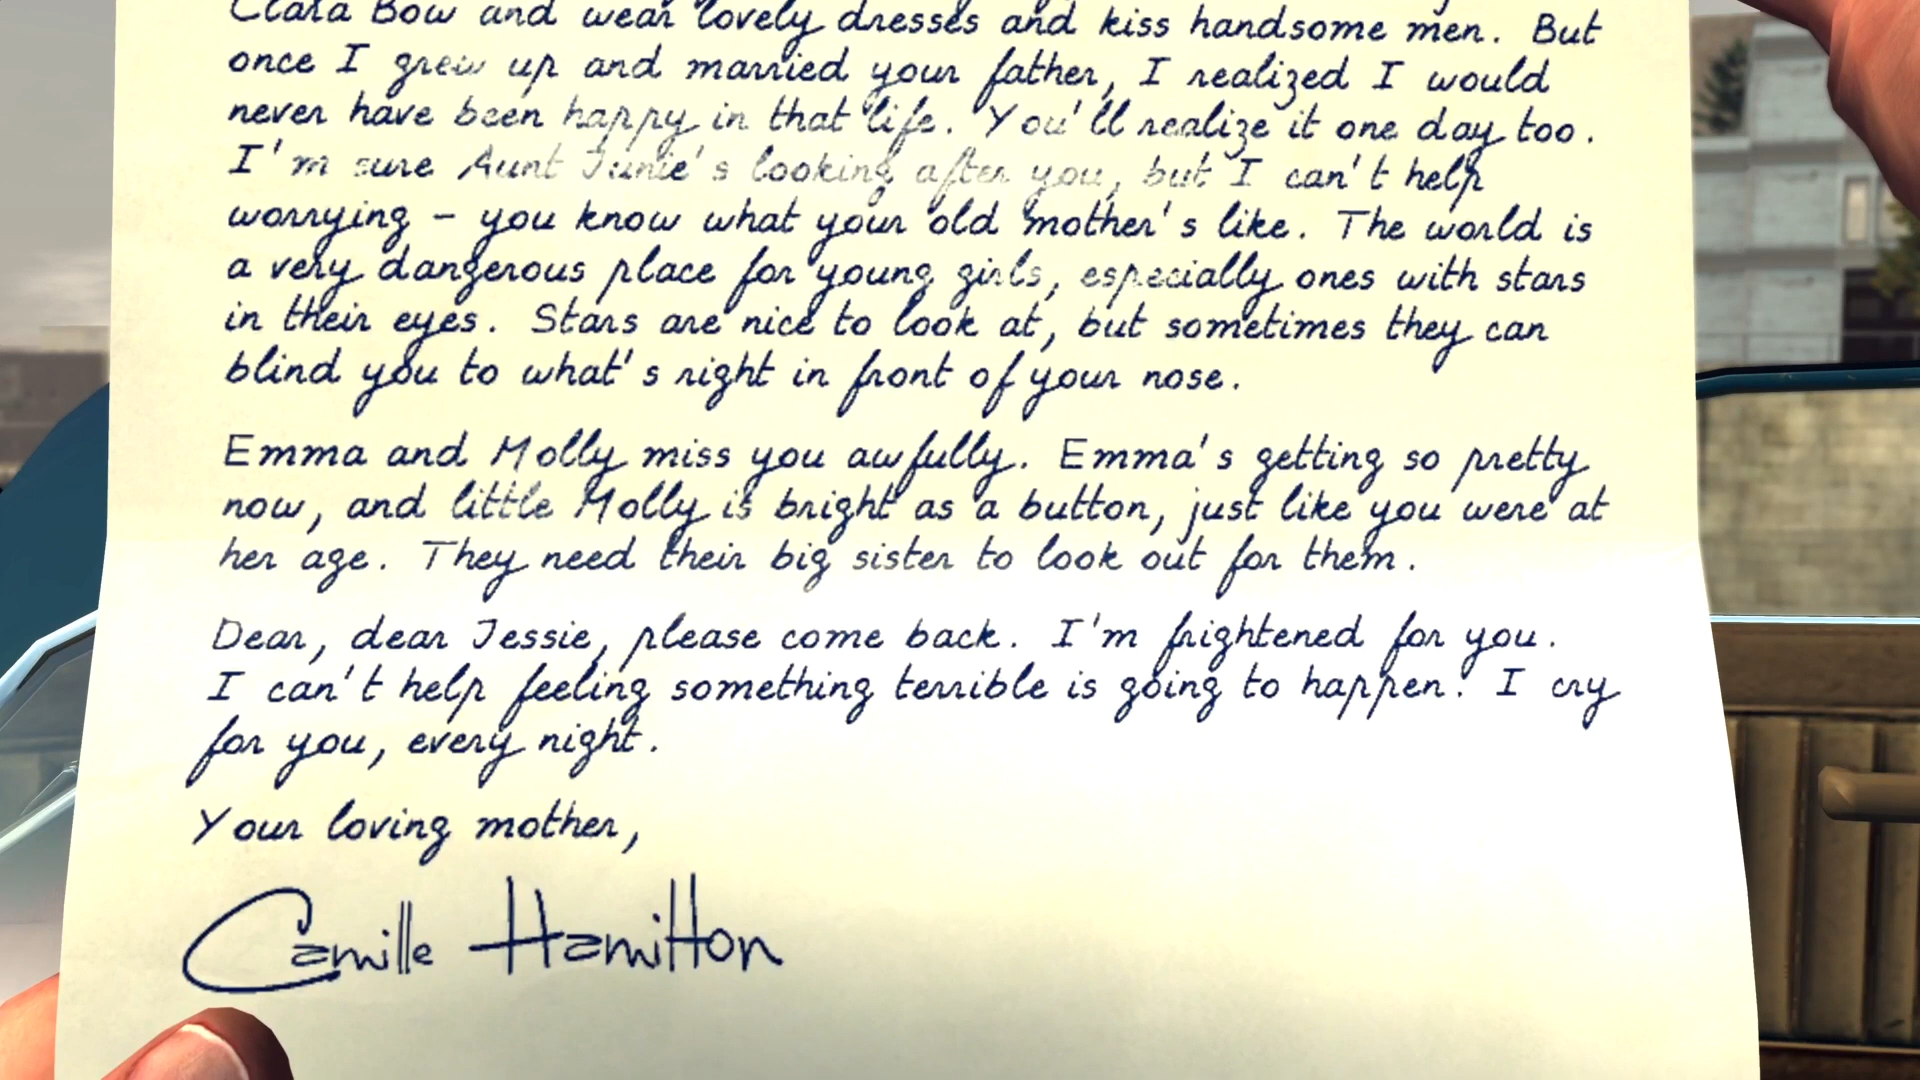 Clara Bow and wear lovely dresses and kiss handsome men. But
once I grew up and married your father, I realized I would
never have been happy in that life. You'll realize it one day too.
I'm sure Aunt Junie's looking after you, but I can't help
worrying - you know what your old mother's like. The world is
a very dangerous place for young girls, especially ones with stars
in their eyes. Stars are nice to look at, but sometimes they can
blind you to what's right in front of your nose.
Emma and Molly miss you awfully. Emma's getting so pretty
now, and little Molly is bright as a button, just like you were at
her age. They need their big sister to look out for them.
Dear, dear Jessie, please come back. I'm frightened for you.
I can't help feeling something terrible is going to happen. I cry
for you, every night.
Your loving mother,
Camille Hamilton